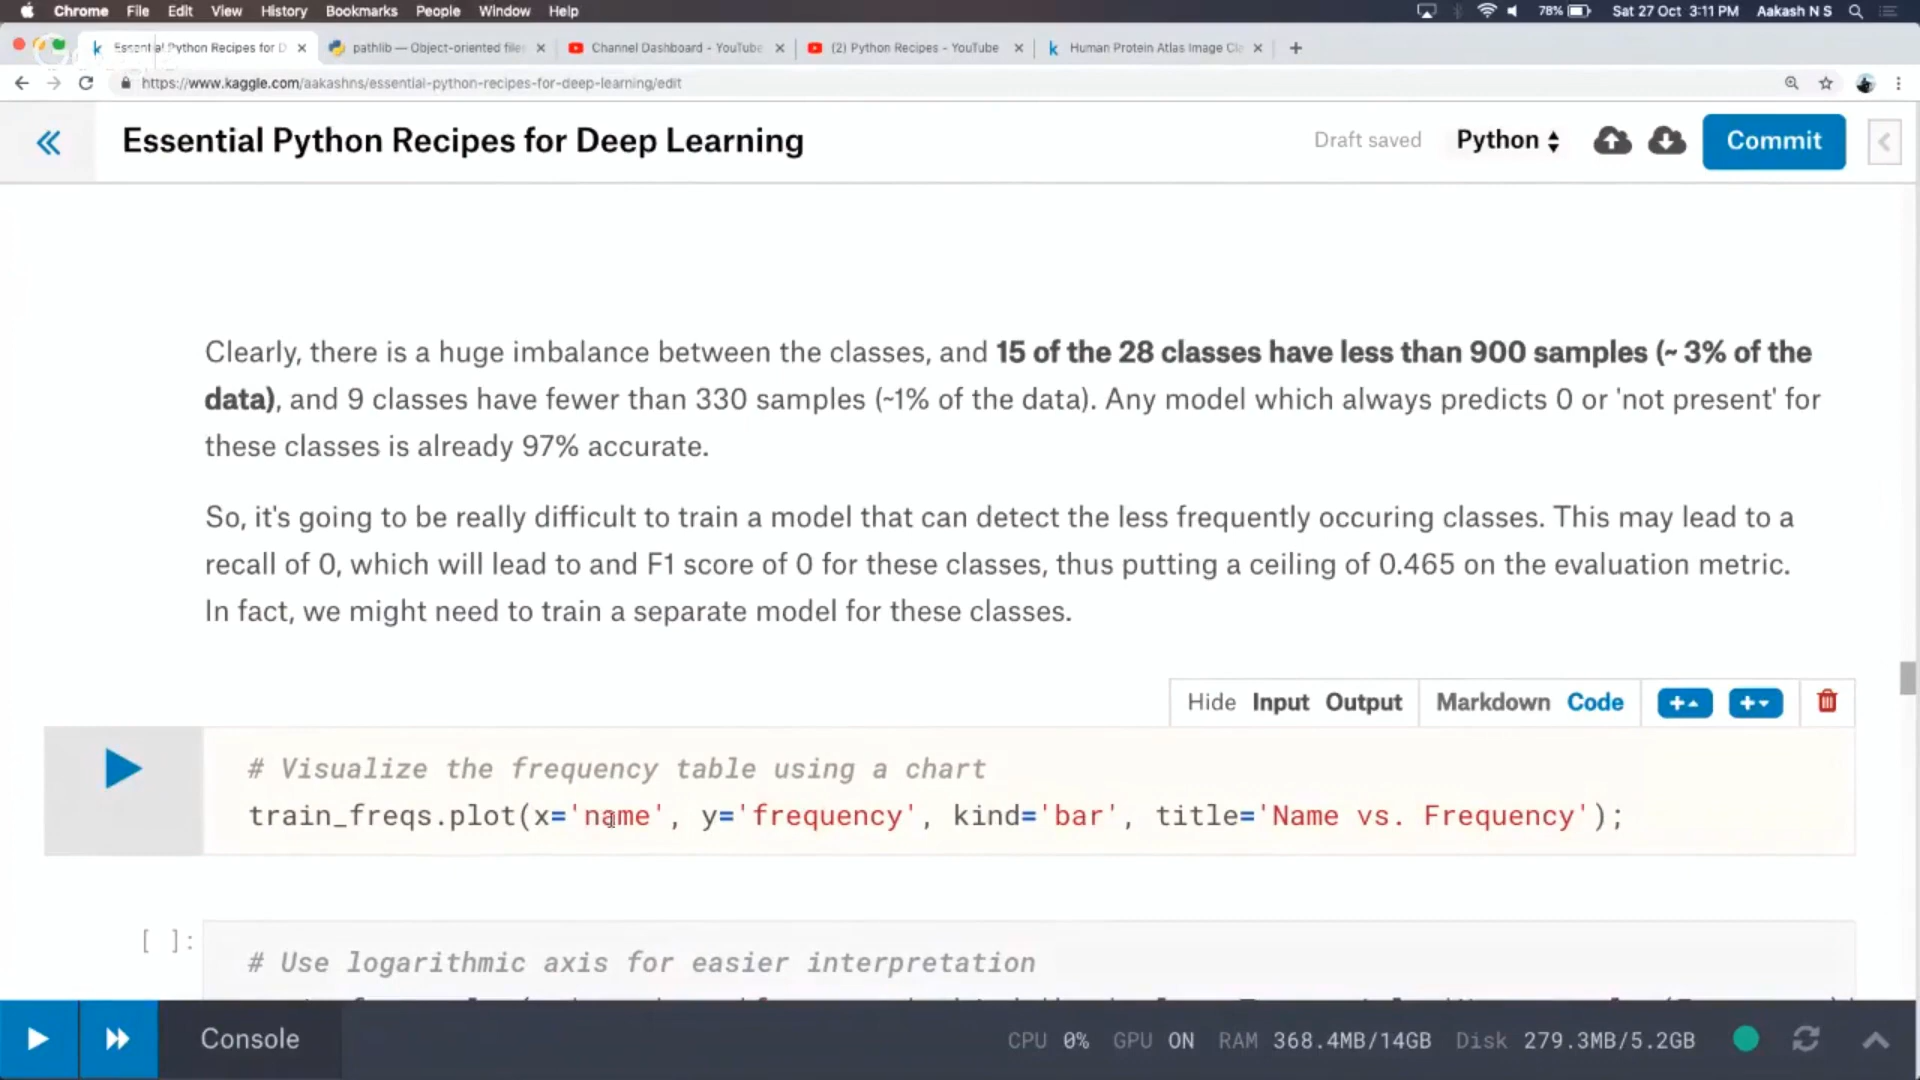 Chrome File Edit View History Bookmarks People Window Help 78% Sat 27 Oct 3:11 PM Aakash N S
Essential Python Recipes for D pathlib — Object-oriented file Channel Dashboard - YouTube (2) Python Recipes - YouTube Human Protein Atlas Image Cla
https://www.kaggle.com/aakashns/essential-python-recipes-for-deep-learning/edit
Essential Python Recipes for Deep Learning Draft saved Python Commit
Clearly, there is a huge imbalance between the classes, and 15 of the 28 classes have less than 900 samples (~ 3% of the
data), and 9 classes have fewer than 330 samples (~1% of the data). Any model which always predicts 0 or 'not present' for
these classes is already 97% accurate.
So, it's going to be really difficult to train a model that can detect the less frequently occuring classes. This may lead to a
recall of 0, which will lead to and F1 score of 0 for these classes, thus putting a ceiling of 0.465 on the evaluation metric.
In fact, we might need to train a separate model for these classes.
Hide Input Output Markdown Code
# Visualize the frequency table using a chart
train_freqs.plot(x='name', y='frequency', kind='bar', title='Name vs. Frequency');
[ ]:
# Use logarithmic axis for easier interpretation
Console CPU 0% GPU ON RAM 368.4MB/14GB Disk 279.3MB/5.2GB